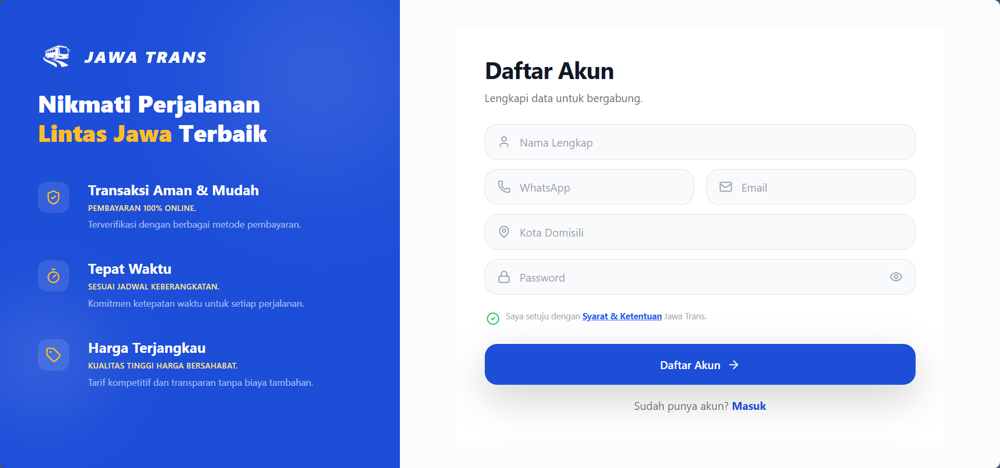 JAWA TRANS
Nikmati Perjalanan
Lintas Jawa Terbaik
Transaksi Aman & Mudah
PEMBAYARAN 100% ONLINE.
Terverifikasi dengan berbagai metode pembayaran.
Tepat Waktu
SESUAI JADWAL KEBERANGKATAN.
Komitmen ketepatan waktu untuk setiap perjalanan.
Harga Terjangkau
KUALITAS TINGGI HARGA BERSAHABAT.
Tarif kompetitif dan transparan tanpa biaya tambahan.
Daftar Akun
Lengkapi data untuk bergabung.
Nama Lengkap
WhatsApp
Email
Kota Domisili
Password
Saya setuju dengan Syarat & Ketentuan Jawa Trans.
Daftar Akun
Sudah punya akun? Masuk